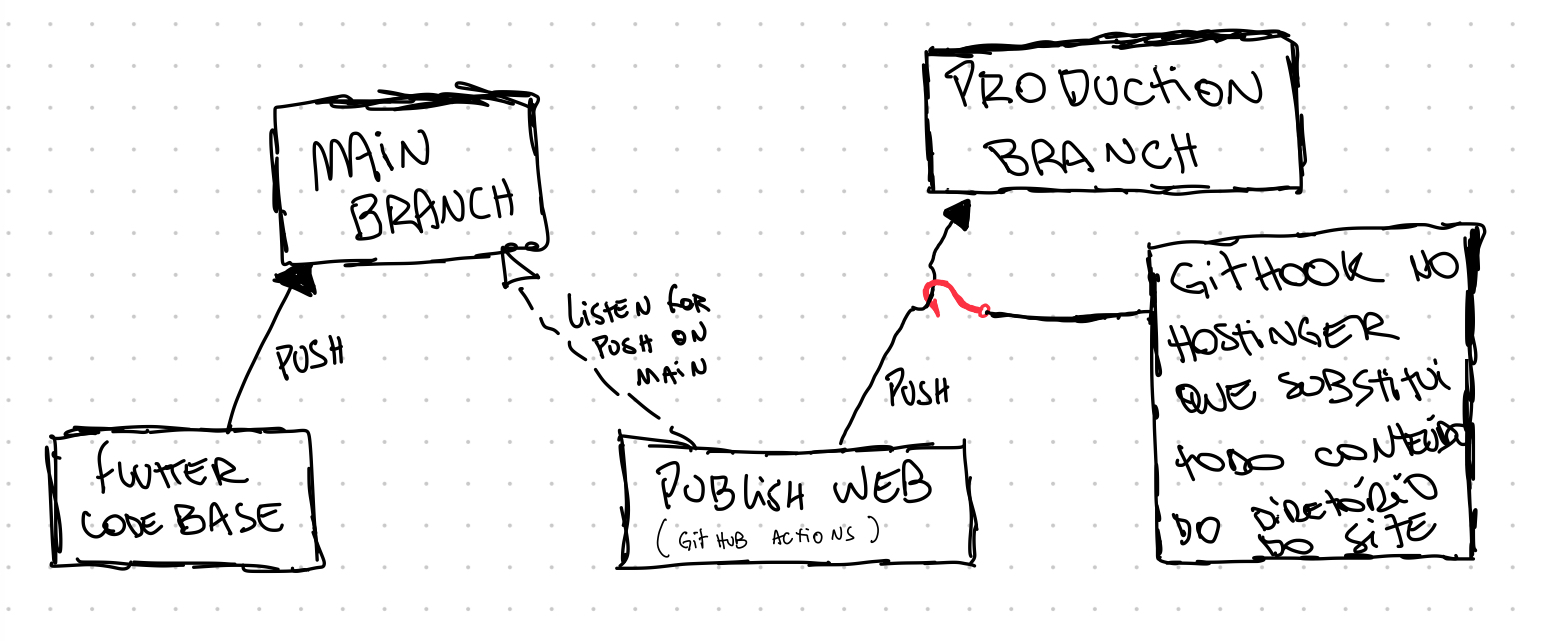 MAiN
BRANCH
PUSH
fLUTTER
CODE BASE
LiSTEN FOR
PUSH ON
MAiN
PUBLiSH WEB
(GitHUB ACtiONS)
PUSH
PRODUCtiON
BRANCH
GitHOOK NO
HOStiNGER
QUE SUBStitUi
tODO CONtEÚDO
DO DiREtÓRiO
DO SitE